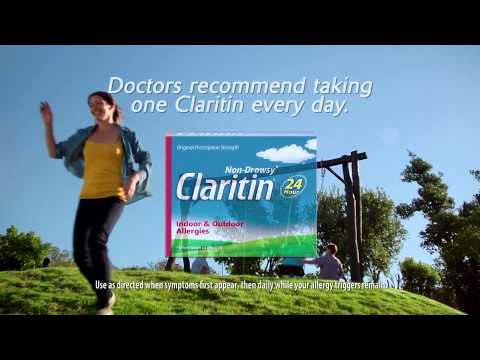 Doctors recommend taking
one Claritin every day.
Original Prescription Strength
Non-Drowsy
Claritin
24
Hour
Indoor & Outdoor
Allergies
Use as directed when symptoms first appear, then daily while your allergy triggers remain.